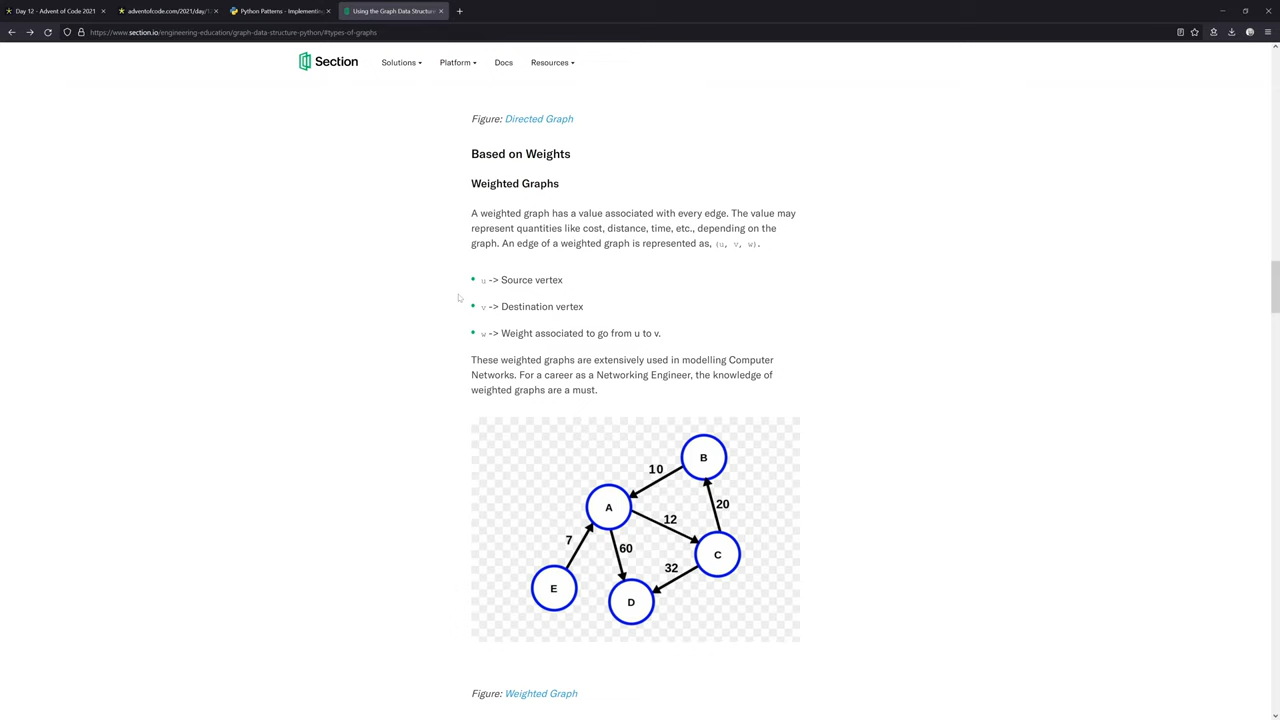 Day 12 - Advent of Code 2021
adventofcode.com/2021/day/1
Python Patterns - Implementing
Using the Graph Data Structure
https://www.section.io/engineering-education/graph-data-structure-python/#types-of-graphs
Section
Solutions
Platform
Docs
Resources
Figure: Directed Graph
Based on Weights
Weighted Graphs
A weighted graph has a value associated with every edge. The value may
represent quantities like cost, distance, time, etc., depending on the
graph. An edge of a weighted graph is represented as, (u, v, w).
u -> Source vertex
v -> Destination vertex
w -> Weight associated to go from u to v.
These weighted graphs are extensively used in modelling Computer
Networks. For a career as a Networking Engineer, the knowledge of
weighted graphs are a must.
B
10
20
A
12
7
60
C
32
E
D
Figure: Weighted Graph